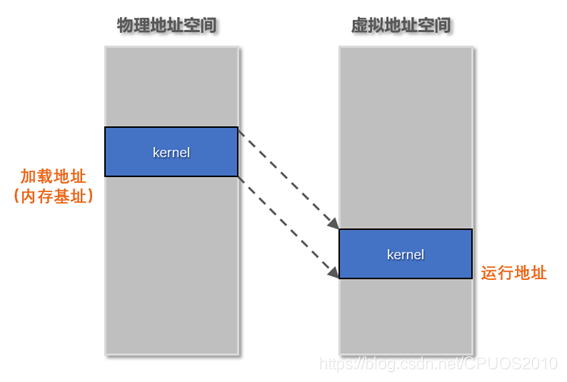 物理地址空间
虚拟地址空间
kernel
加载地址
(内存基址)
kernel
运行地址
https://blog.csdn.net/CPUOS2010